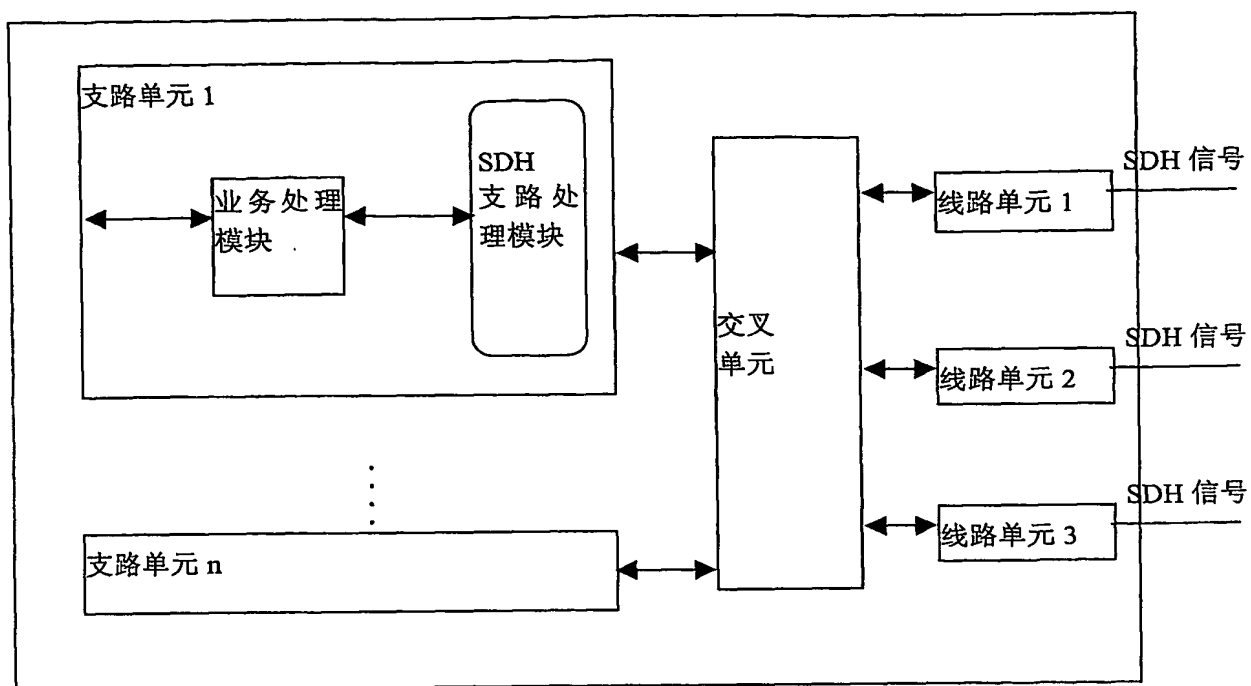 支路单元 1
业务处理
模块
SDH
支路处
理模块
交叉
单元
线路单元 1
SDH 信号
线路单元 2
SDH 信号
线路单元 3
SDH 信号
支路单元 n